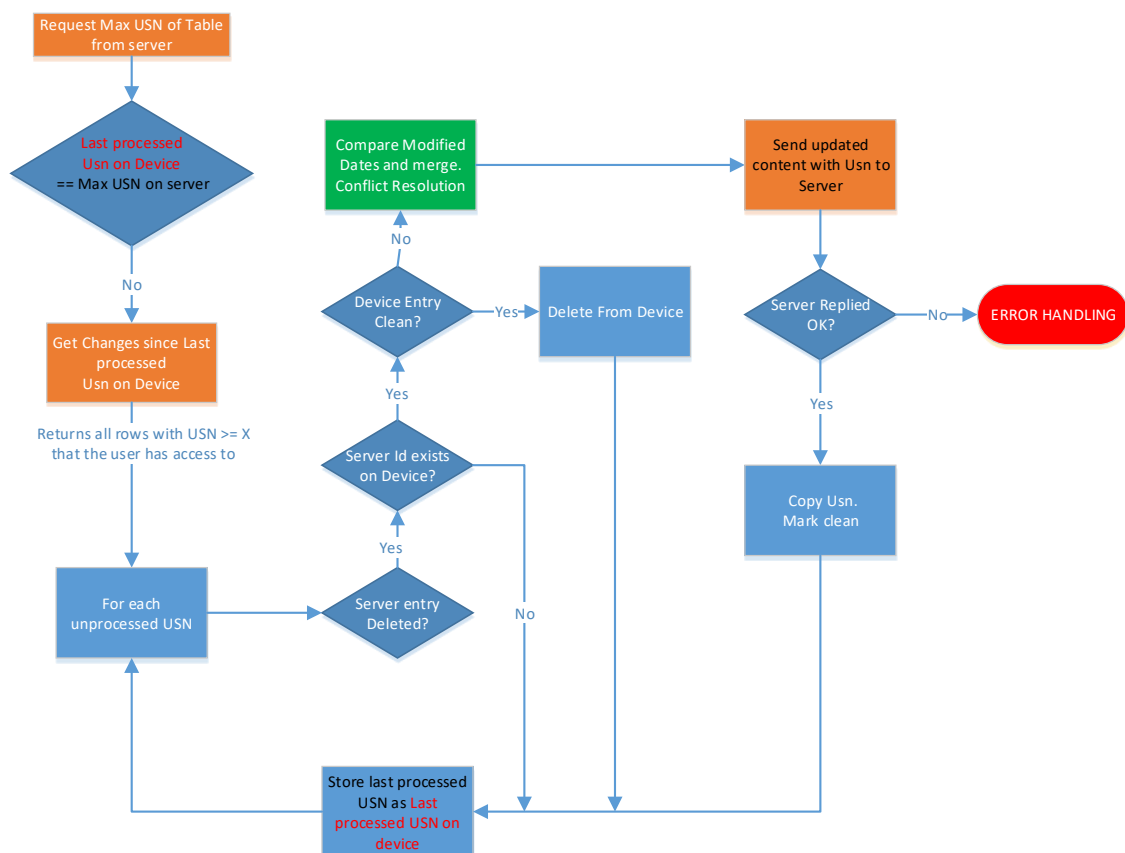 Request Max USN of Table
from server
Last processed
Usn on Device
== Max USN on server
No
Get Changes since Last
processed
Usn on Device
Returns all rows with USN >= X
that the user has access to
For each
unprocessed USN
Server entry
Deleted?
Yes
Server Id exists
on Device?
Yes
No
Device Entry
Clean?
No
Yes
Compare Modified
Dates and merge.
Conflict Resolution
Delete From Device
Send updated
content with Usn to
Server
Server Replied
OK?
No
ERROR HANDLING
Yes
Copy Usn.
Mark clean
Store last processed
USN as Last
processed USN on
device